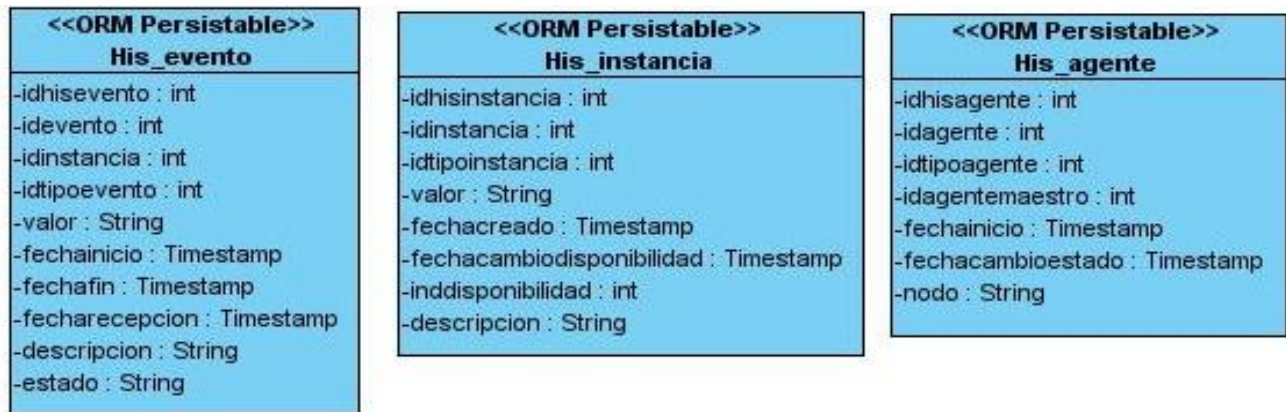 <<ORM Persistable>>
His_evento
-idhisevento : int
-idevento : int
-idinstancia : int
-idtipoevento : int
-valor : String
-fechainicio : Timestamp
-fechafin : Timestamp
-fecharecepcion : Timestamp
-descripcion : String
-estado : String
<<ORM Persistable>>
His_instancia
-idhisinstancia : int
-idinstancia : int
-idtipoinstancia : int
-valor : String
-fechacreado : Timestamp
-fechacambiodisponibilidad : Timestamp
-inddisponibilidad : int
-descripcion : String
<<ORM Persistable>>
His_agente
-idhisagente : int
-idagente : int
-idtipoagente : int
-idagentemaestro : int
-fechainicio : Timestamp
-fechacambioestado : Timestamp
-nodo : String